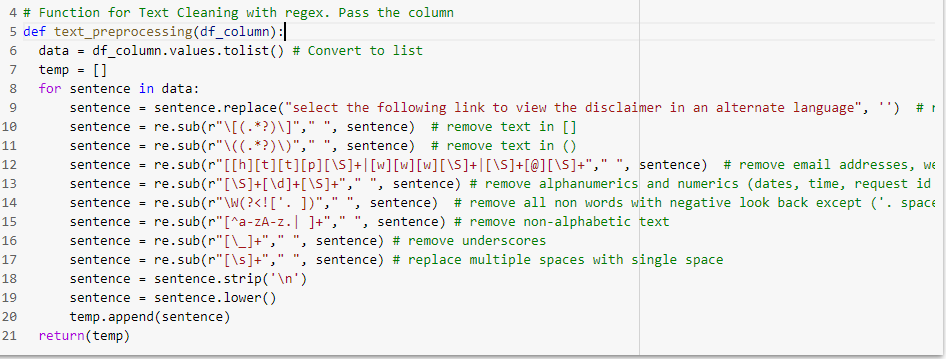 4 # Function for Text Cleaning with regex. Pass the column
5 def text_preprocessing(df_column):
6 data = df_column.values.tolist() # Convert to list
7 temp = []
8 for sentence in data:
9 sentence = sentence.replace("select the following link to view the disclaimer in an alternate language", '') #
10 sentence = re.sub(r"\[(.*?)\]"," ", sentence) # remove text in []
11 sentence = re.sub(r"\((.*?)\)"," ", sentence) # remove text in ()
12 sentence = re.sub(r"[[h][t][t][p][\S]+|[w][w][w][\S]+|[\S]+[@][\S]+"," ", sentence) # remove email addresses, we
13 sentence = re.sub(r"[\S]+[\d]+[\S]+"," ", sentence) # remove alphanumerics and numerics (dates, time, request id
14 sentence = re.sub(r"\W(?<!['. ])"," ", sentence) # remove all non words with negative look back except ('. space
15 sentence = re.sub(r"[^a-zA-z.| ]+"," ", sentence) # remove non-alphabetic text
16 sentence = re.sub(r"[\_]+"," ", sentence) # remove underscores
17 sentence = re.sub(r"[\s]+"," ", sentence) # replace multiple spaces with single space
18 sentence = sentence.strip('\n')
19 sentence = sentence.lower()
20 temp.append(sentence)
21 return(temp)